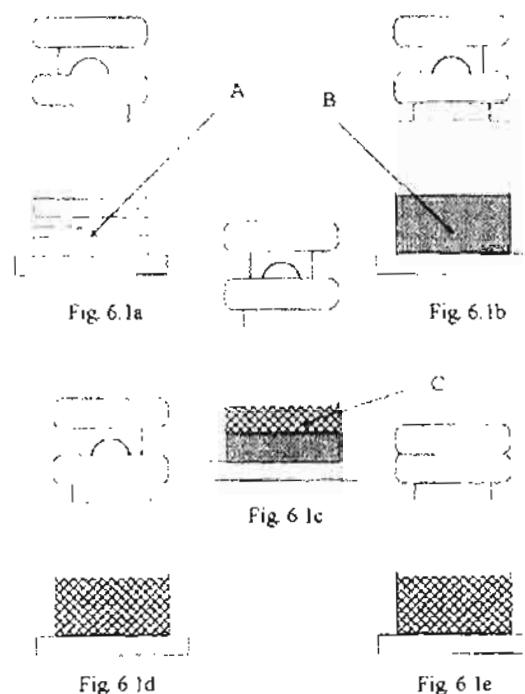 A
B
Fig. 6.1a
Fig. 6.1b
C
Fig. 6 1c
Fig. 6 1d
Fig. 6 1e